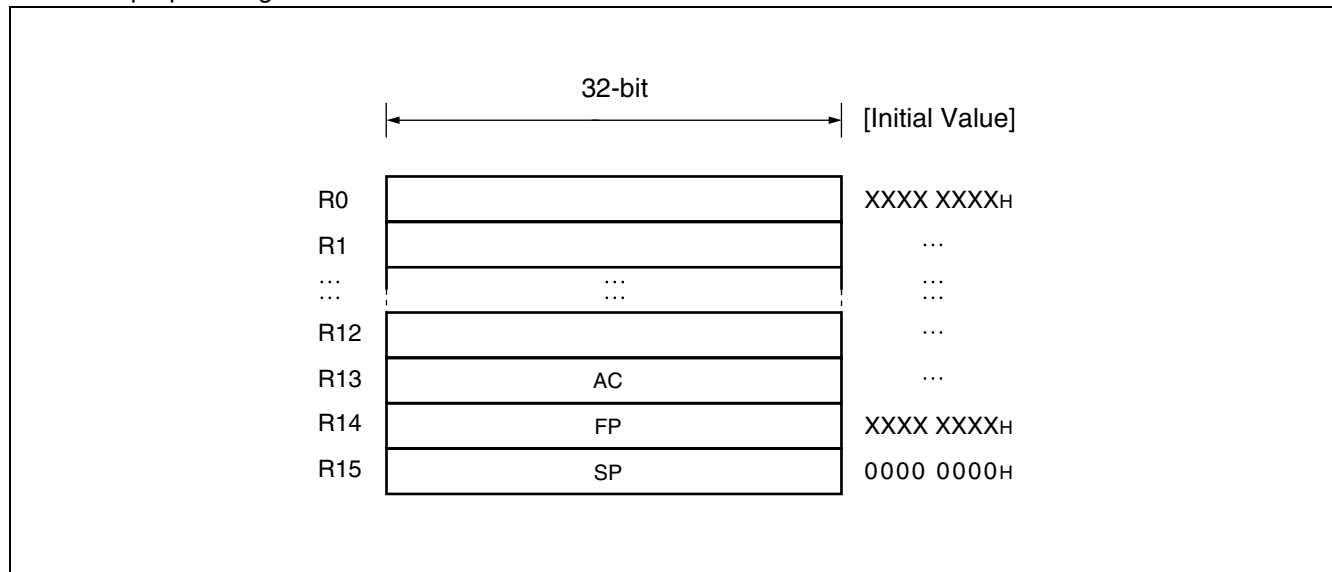 32-bit
[Initial Value]
R0 XXXX XXXXH
R1 ...
... ... ...
... ... ...
R12 ...
R13 AC ...
R14 FP XXXX XXXXH
R15 SP 0000 0000H